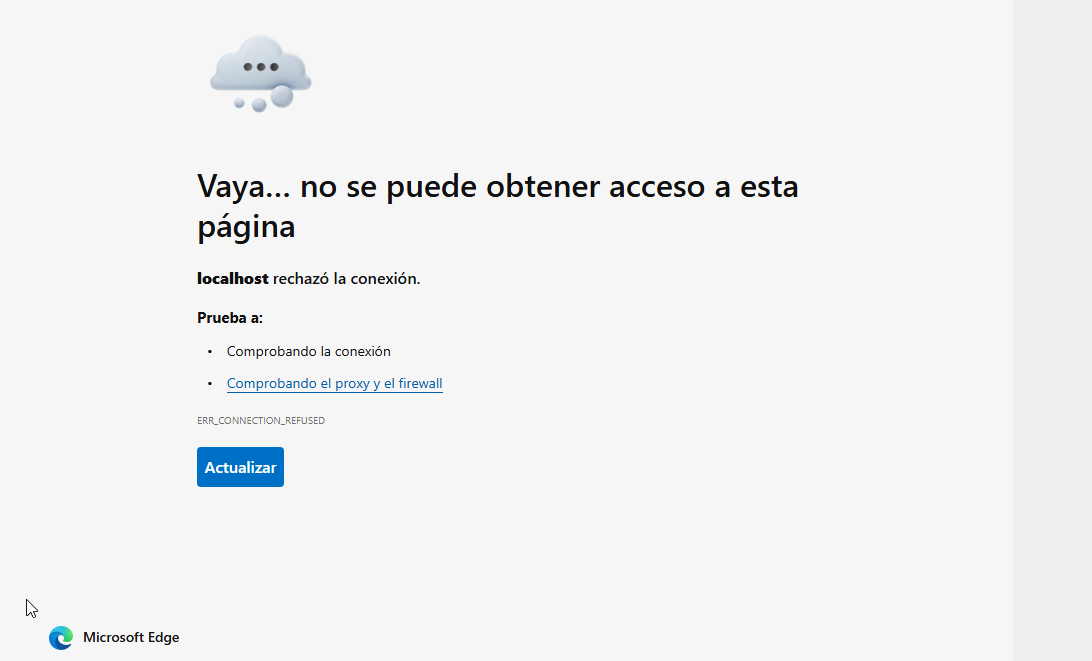 Vaya... no se puede obtener acceso a esta
página
localhost rechazó la conexión.
Prueba a:
• Comprobando la conexión
• Comprobando el proxy y el firewall
ERR_CONNECTION_REFUSED
Actualizar
Microsoft Edge